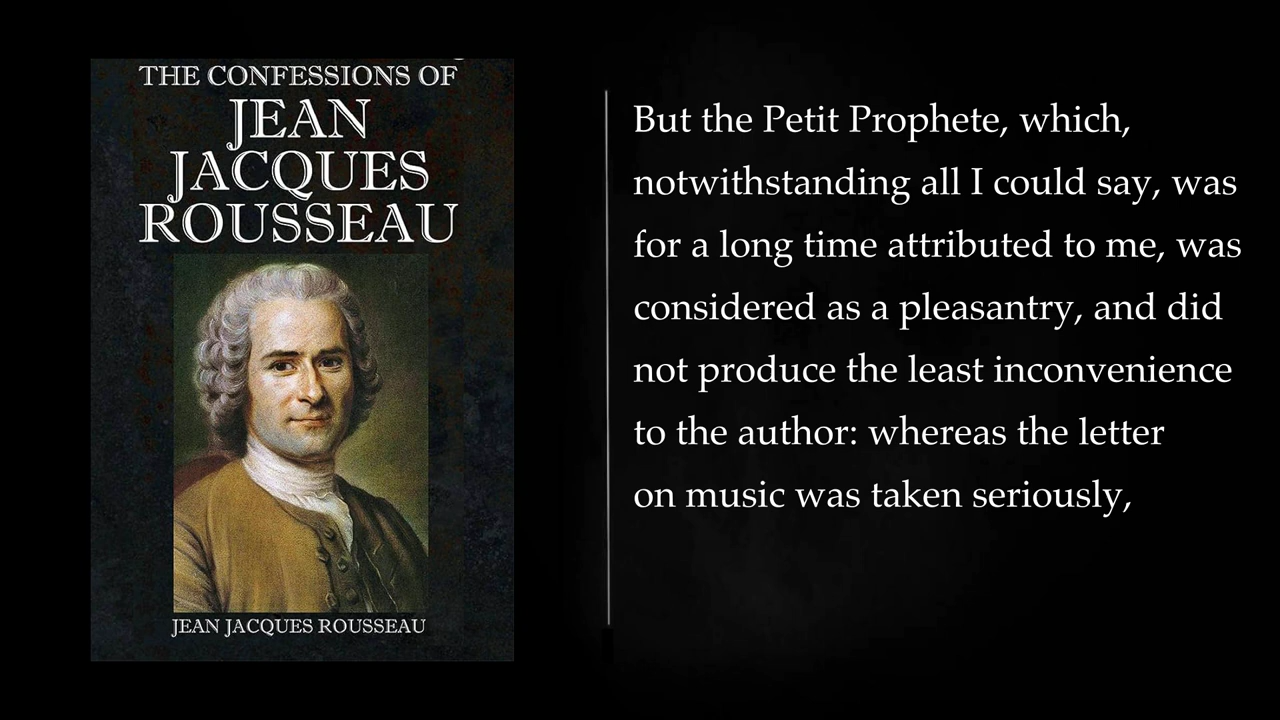 THE CONFESSIONS OF
JEAN
JACQUES
ROUSSEAU
JEAN JACQUES ROUSSEAU
But the Petit Prophete, which,
notwithstanding all I could say, was
for a long time attributed to me, was
considered as a pleasantry, and did
not produce the least inconvenience
to the author: whereas the letter
on music was taken seriously,